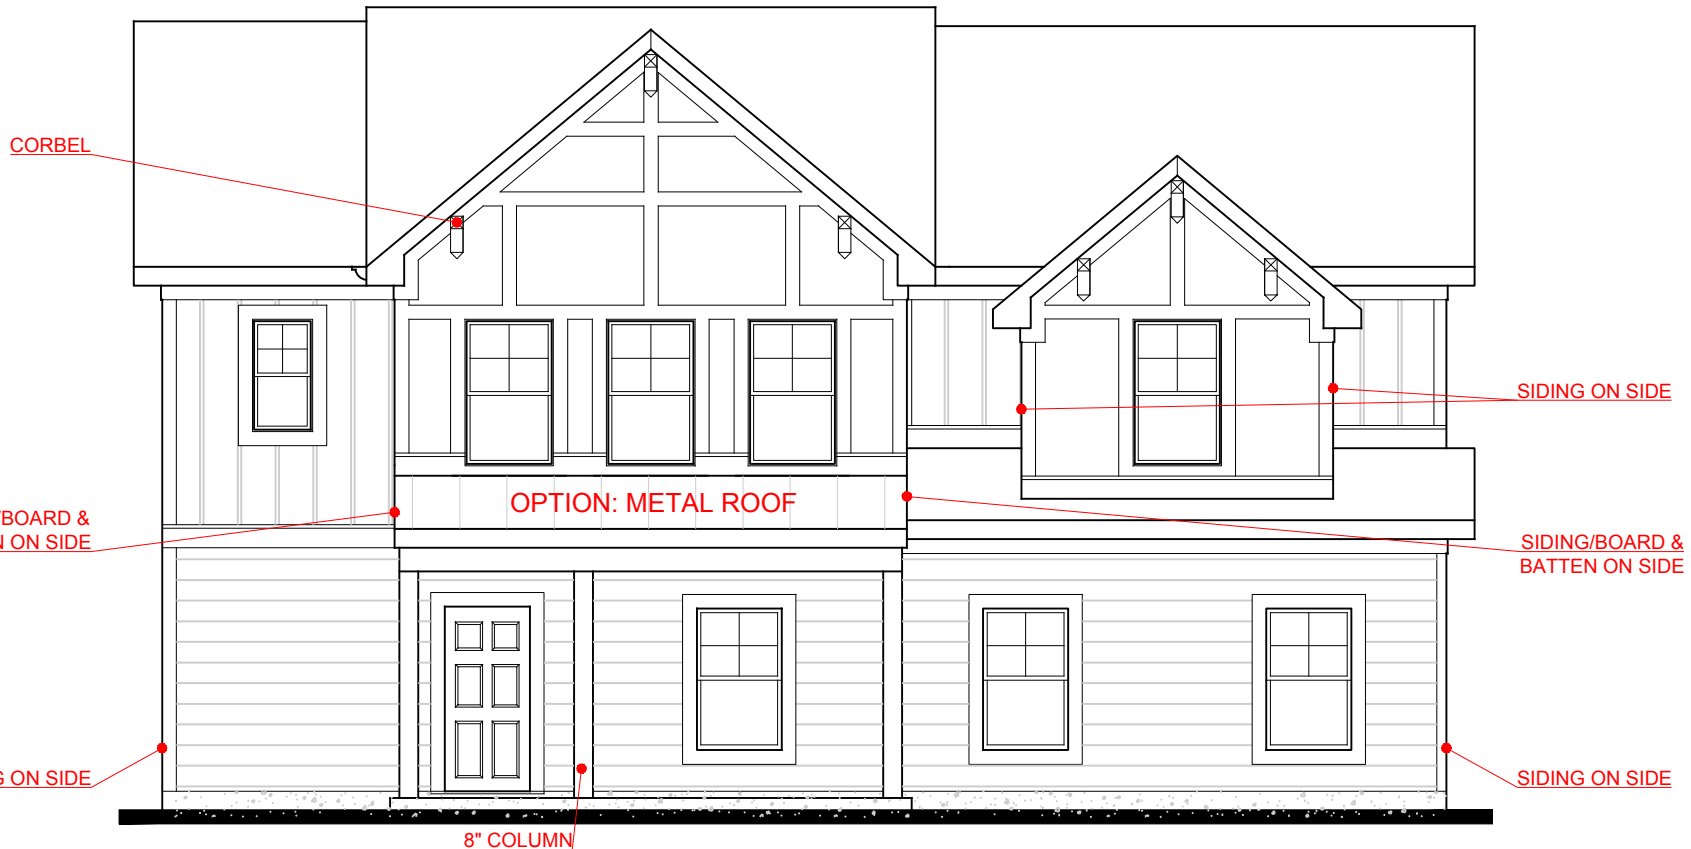 CORBEL
SIDING ON SIDE
OPTION: METAL ROOF
BOARD &
ON SIDE
SIDING/BOARD &
BATTEN ON SIDE
ON SIDE
SIDING ON SIDE
8" COLUMN